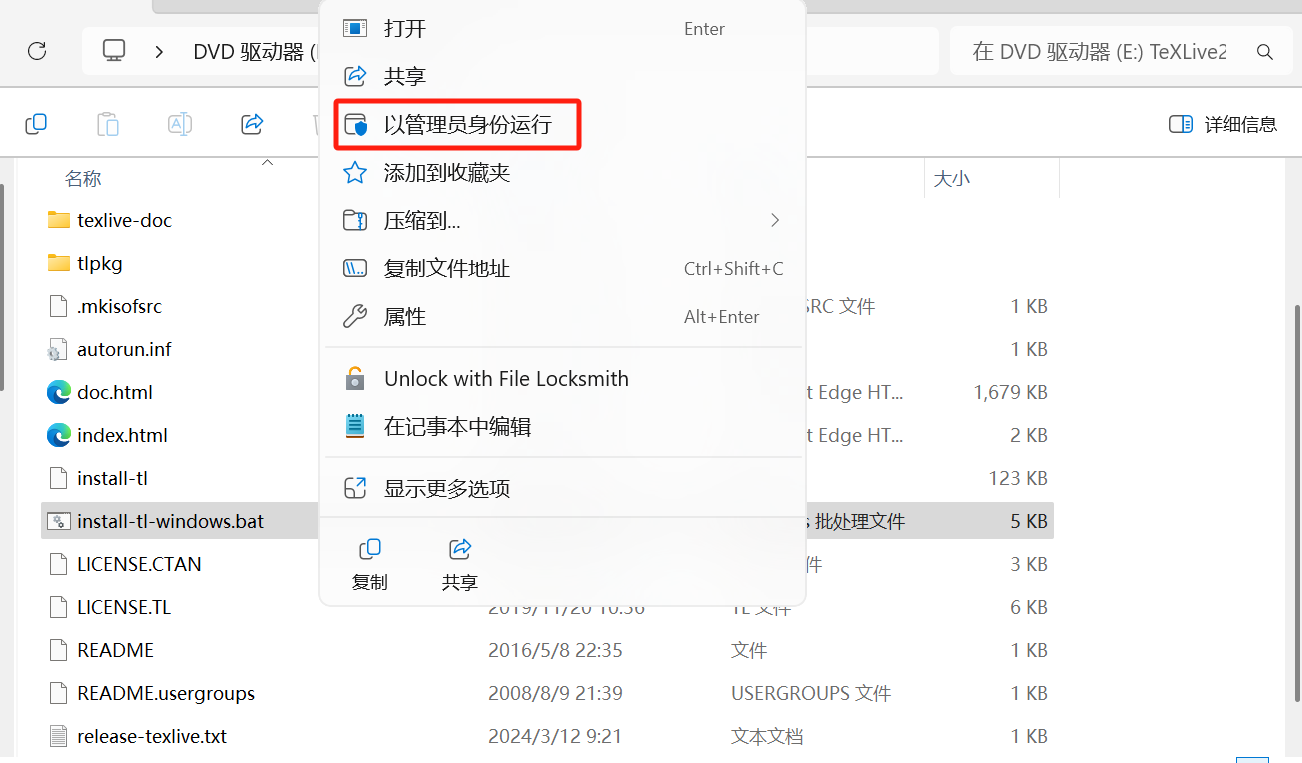 打开 Enter
DVD 驱动器 (
在 DVD 驱动器 (E:) TeXLive2
共享
以管理员身份运行
详细信息
添加到收藏夹
名称 大小
压缩到...
texlive-doc
tlpkg
复制文件地址 Ctrl+Shift+C
.mkisofsrc SRC 文件 1 KB
属性 Alt+Enter
autorun.inf 1 KB
Unlock with File Locksmith
doc.html t Edge HT... 1,679 KB
在记事本中编辑
index.html t Edge HT... 2 KB
install-tl 123 KB
显示更多选项
install-tl-windows.bat s 批处理文件 5 KB
LICENSE.CTAN 件 3 KB
复制 共享
LICENSE.TL 2019/11/20 10:36 TL 文件 6 KB
README 2016/5/8 22:35 文件 1 KB
README.usergroups 2008/8/9 21:39 USERGROUPS 文件 1 KB
release-texlive.txt 2024/3/12 9:21 文本文档 1 KB